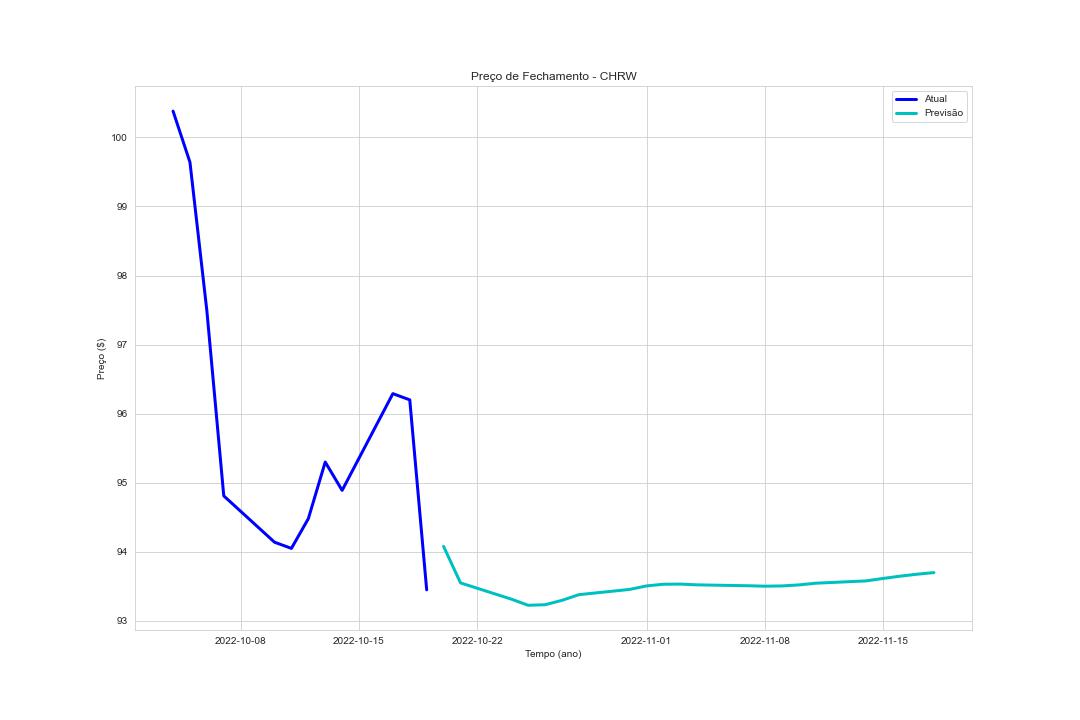 Preço de Fechamento - CHRW
Atual
Previsão
Preço ($)
100
99
98
97
96
95
94
93
2022-10-08
2022-10-15
2022-10-22
2022-11-01
2022-11-08
2022-11-15
Tempo (ano)